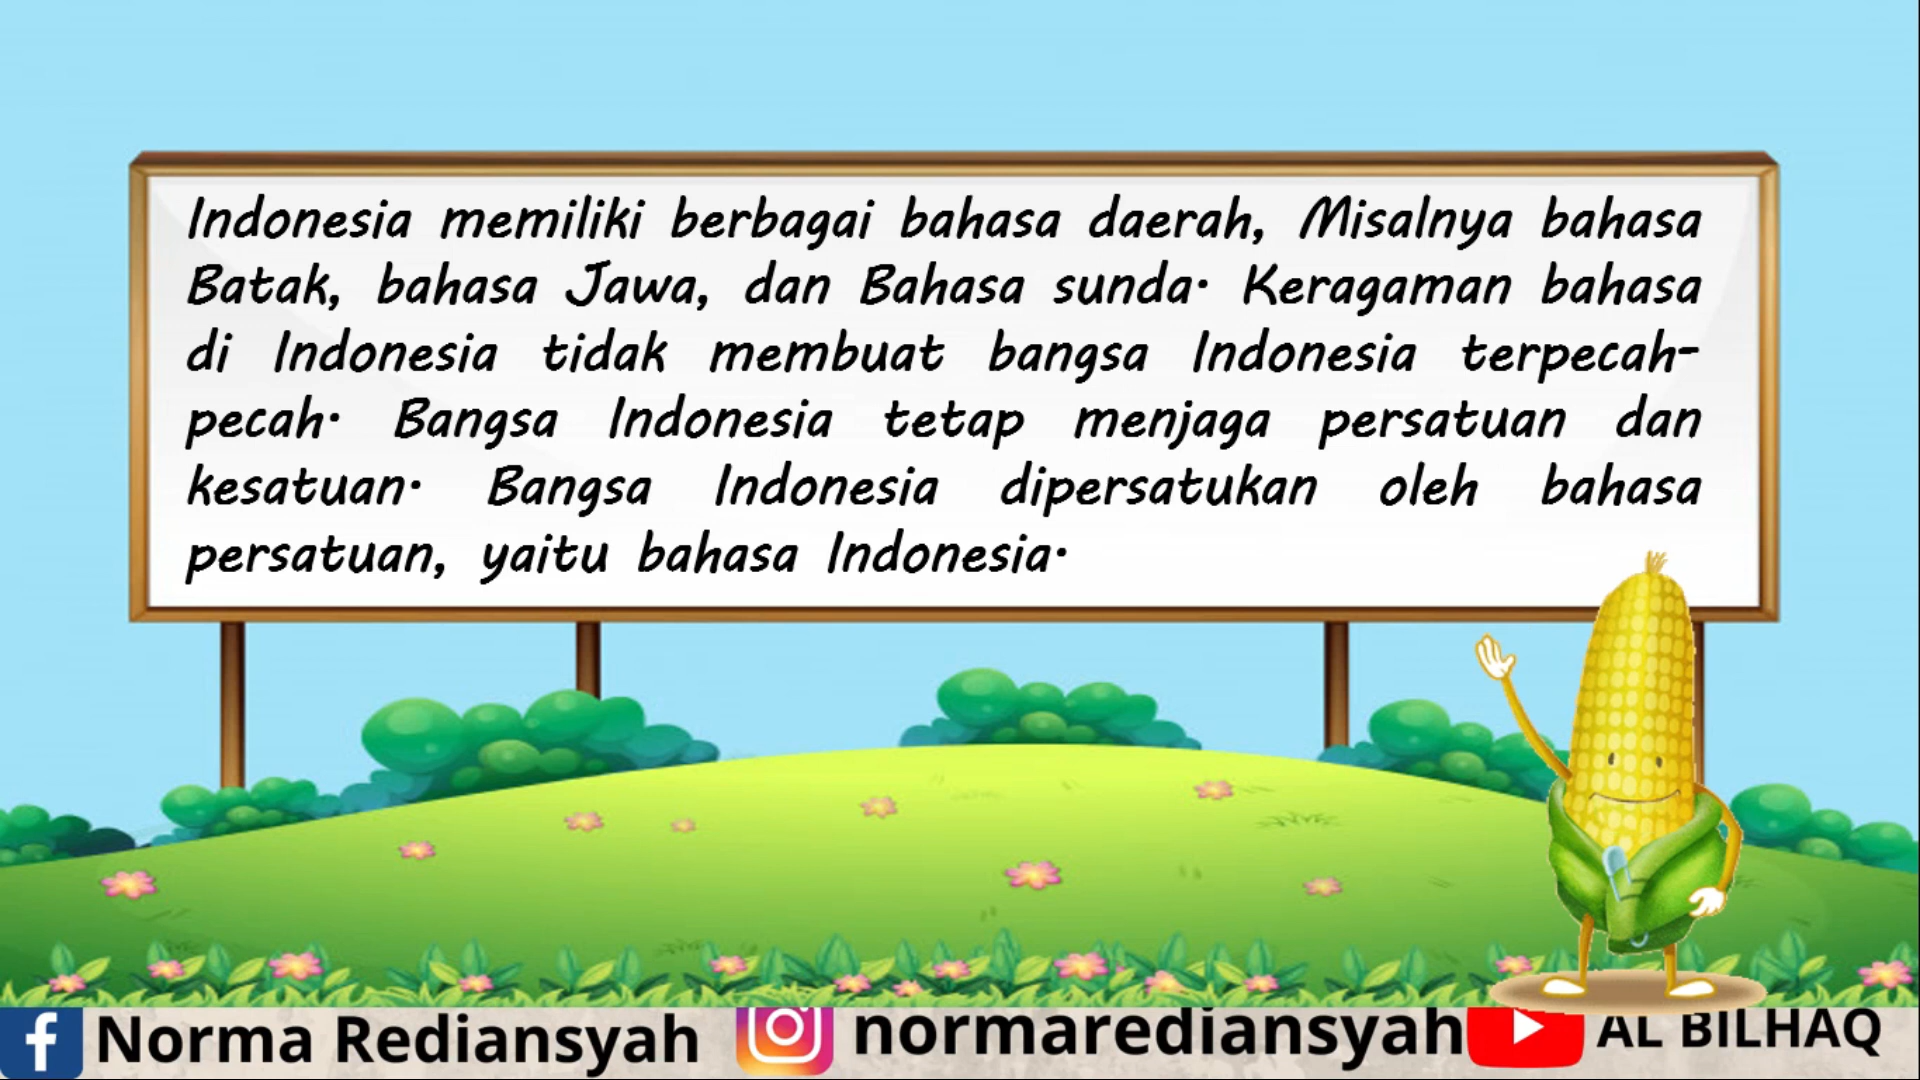 Indonesia memiliki berbagai bahasa daerah, Misalnya bahasa
Batak, bahasa Jawa, dan Bahasa sunda. Keragaman bahasa
di Indonesia tidak membuat bangsa Indonesia terpecah-
pecah. Bangsa Indonesia tetap menjaga persatuan dan
kesatuan. Bangsa Indonesia dipersatukan oleh bahasa
persatuan, yaitu bahasa Indonesia.
Norma Rediansyah normarediansyah AL BILHAQ